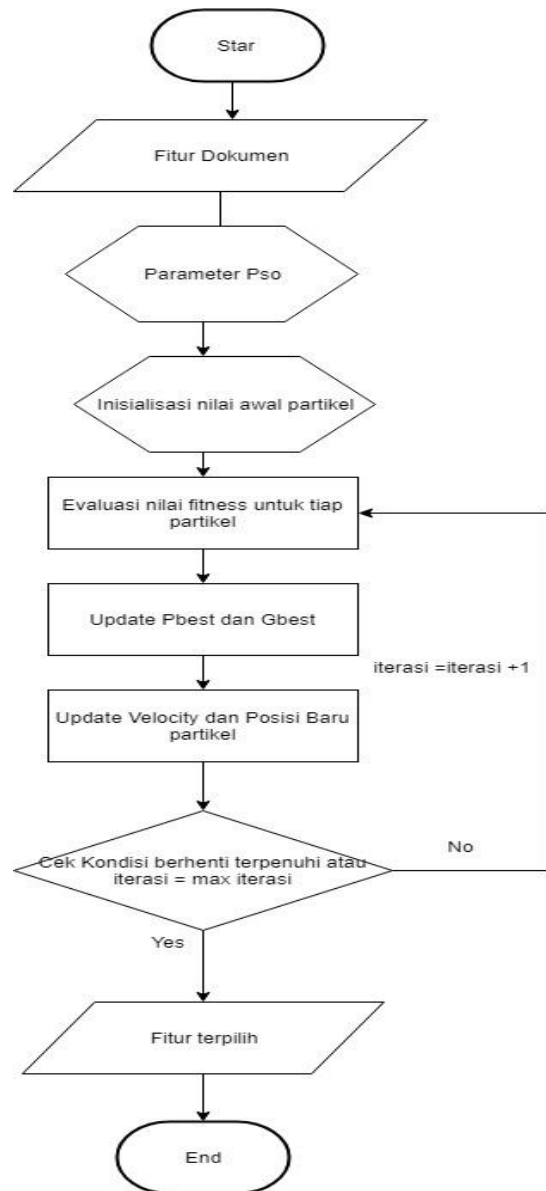 Star
Fitur Dokumen
Parameter Pso
Inisialisasi nilai awal partikel
Evaluasi nilai fitness untuk tiap
partikel
Update Pbest dan Gbest
iterasi =iterasi +1
Update Velocity dan Posisi Baru
partikel
Cek Kondisi berhenti terpenuhi atau
iterasi = max iterasi
No
Yes
Fitur terpilih
End